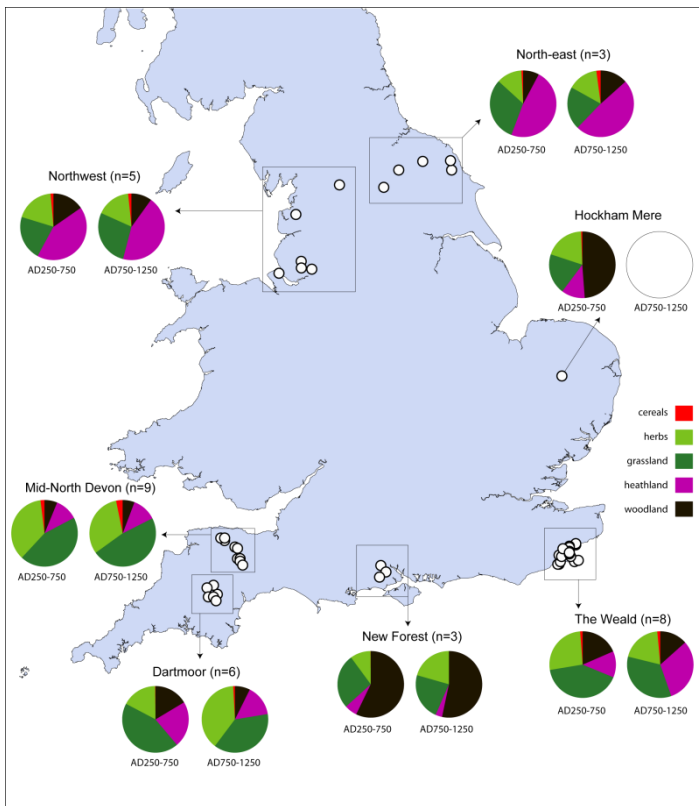 North-east (n=3)
AD250-750 AD750-1250
Northwest (n=5)
AD250-750 AD750-1250
Hockham Mere
AD250-750 AD750-1250
cereals
herbs
grassland
heathland
woodland
Mid-North Devon (n=9)
AD250-750 AD750-1250
The Weald (n=8)
AD250-750 AD750-1250
New Forest (n=3)
AD250-750 AD750-1250
Dartmoor (n=6)
AD250-750 AD750-1250